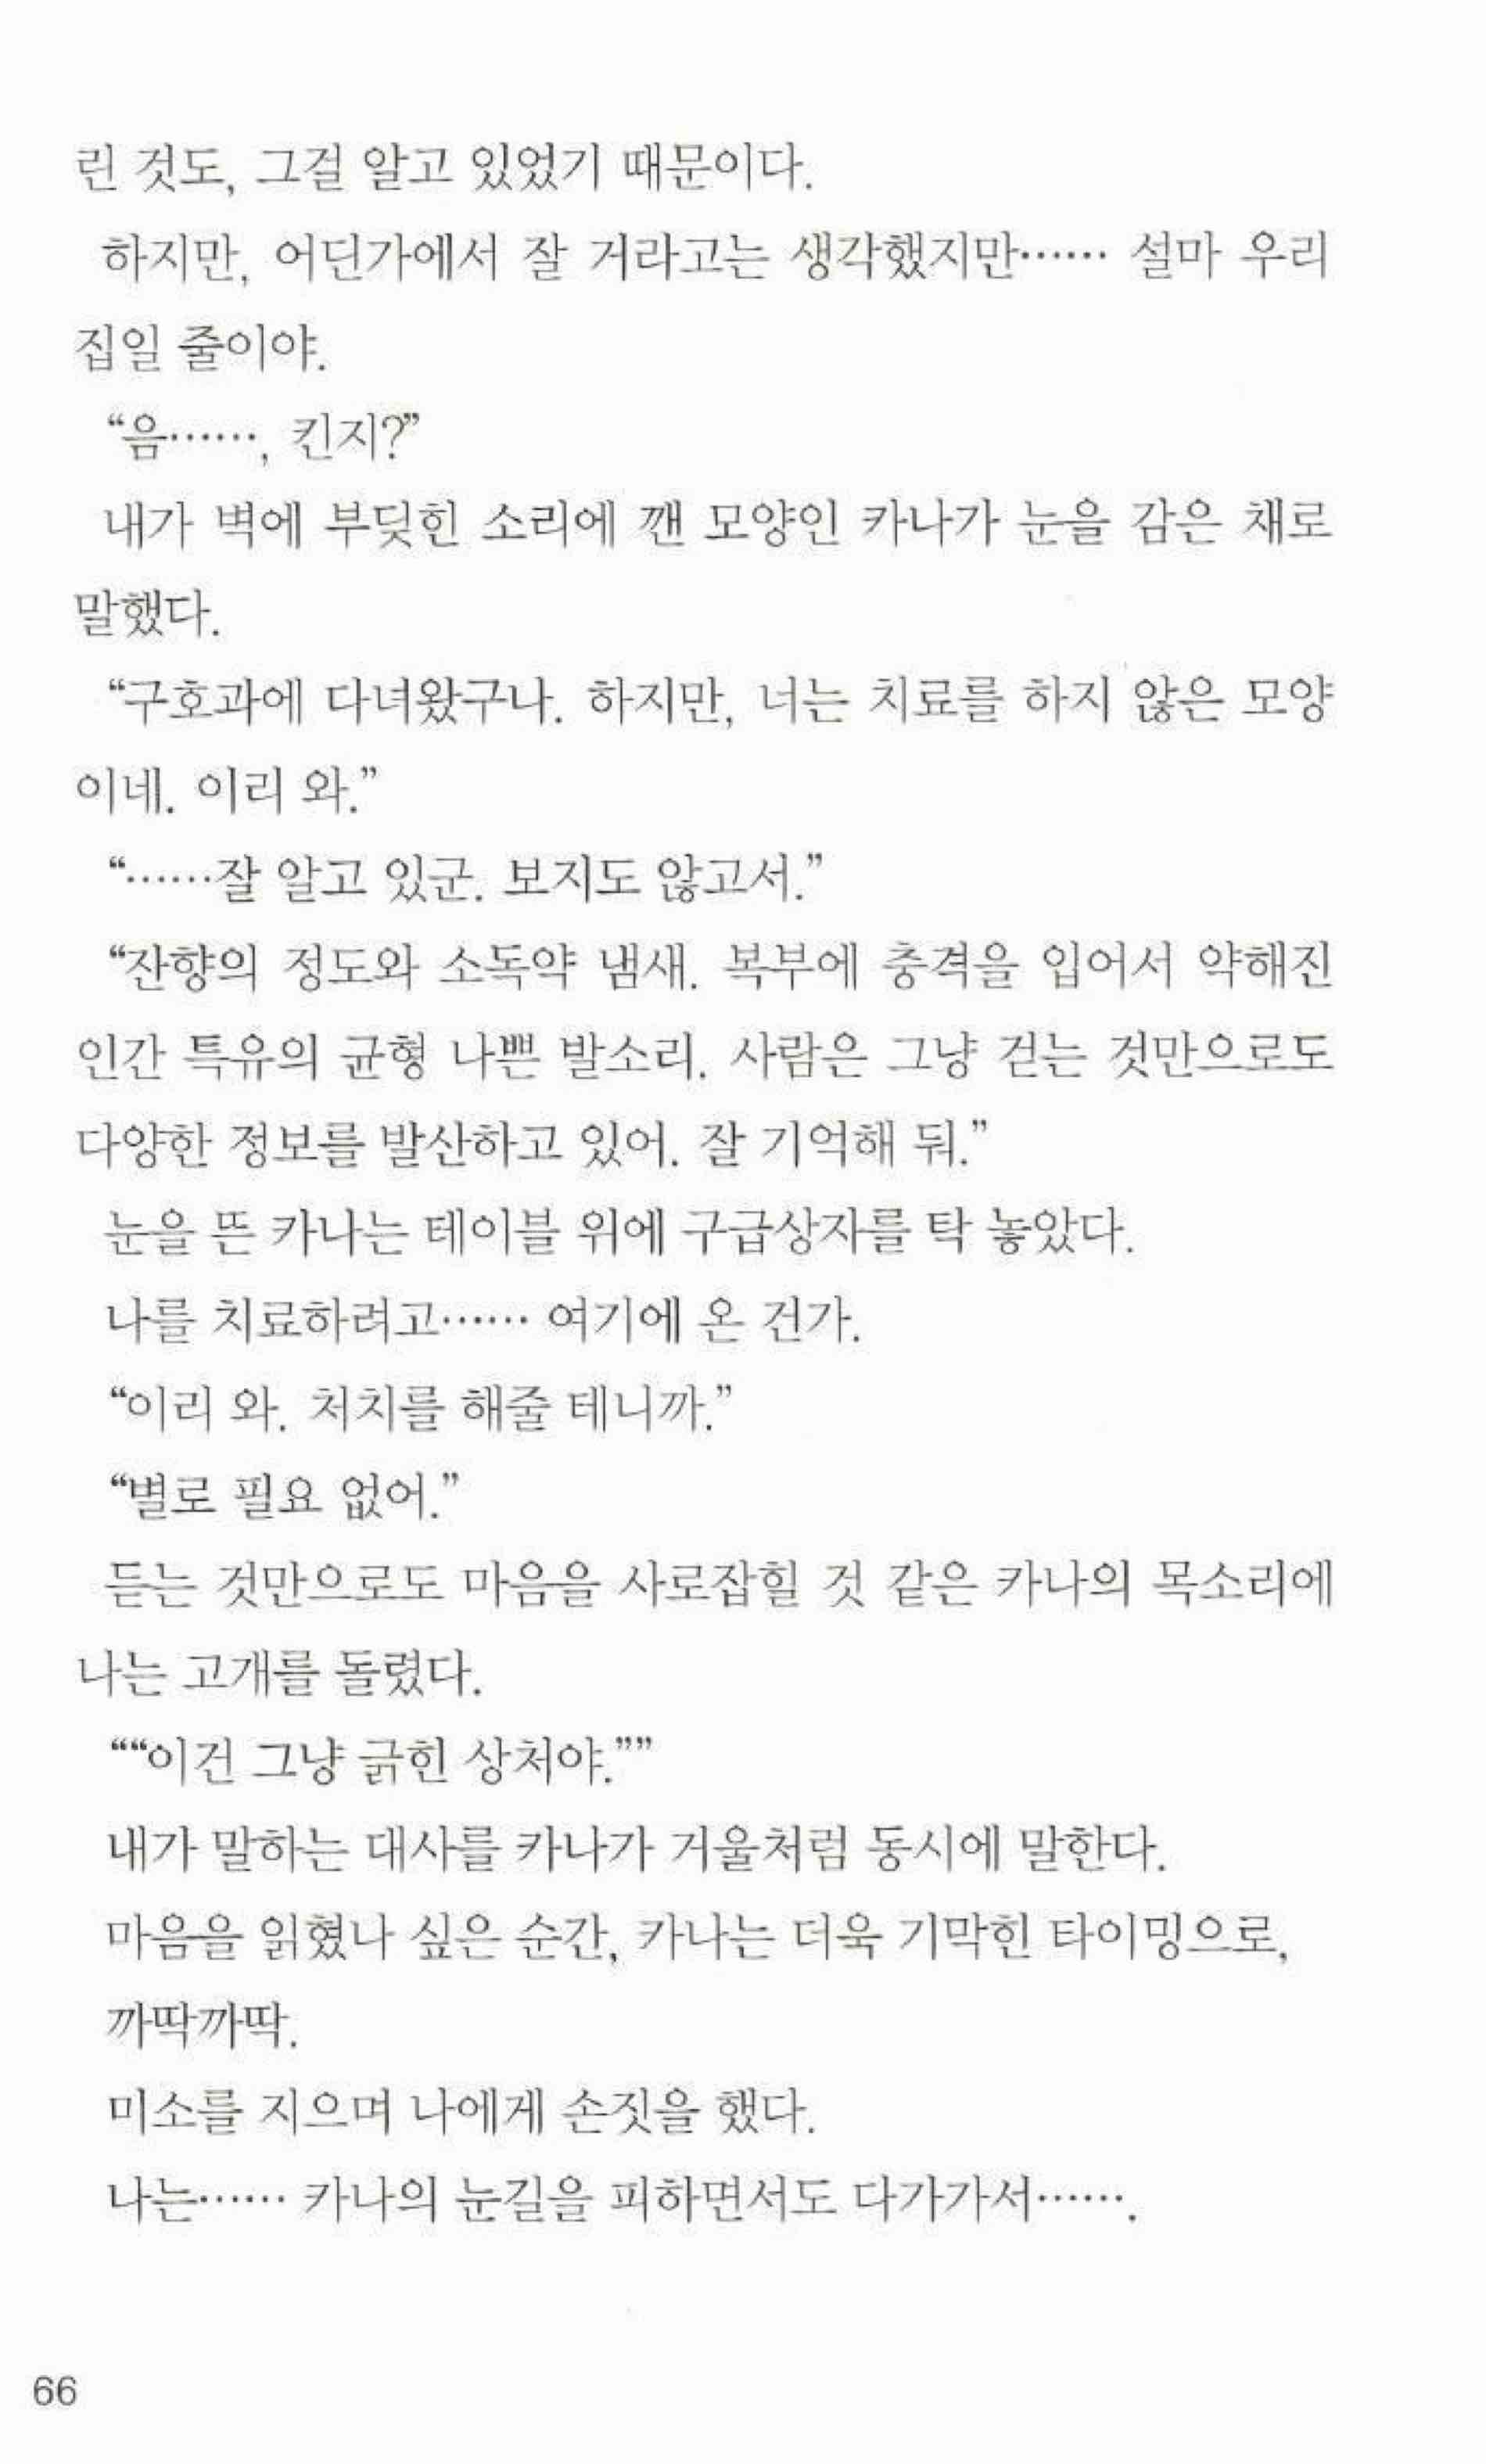 린 것도, 그걸 알고 있었기 때문이다.
하지만, 어딘가에서 잘 거라고는 생각했지만…… 설마 우리
집일 줄이야.
“음……, 킨지?”
내가 벽에 부딪힌 소리에 깬 모양인 카나가 눈을 감은 채로
말했다.
“구호과에 다녀왔구나. 하지만, 너는 치료를 하지 않은 모양
이네. 이리 와.”
“……잘 알고 있군. 보지도 않고서.”
“잔향의 정도와 소독약 냄새. 복부에 충격을 입어서 약해진
인간 특유의 균형 나쁜 발소리. 사람은 그냥 걷는 것만으로도
다양한 정보를 발산하고 있어. 잘 기억해 둬.”
눈을 뜬 카나는 테이블 위에 구급상자를 탁 놓았다.
나를 치료하려고…… 여기에 온 건가.
“이리 와. 처치를 해줄 테니까.”
“별로 필요 없어.”
듣는 것만으로도 마음을 사로잡힐 것 같은 카나의 목소리에
나는 고개를 돌렸다.
““이건 그냥 긁힌 상처야.””
내가 말하는 대사를 카나가 거울처럼 동시에 말한다.
마음을 읽혔나 싶은 순간, 카나는 더욱 기막힌 타이밍으로,
까딱까딱.
미소를 지으며 나에게 손짓을 했다.
나는…… 카나의 눈길을 피하면서도 다가가서…….
66